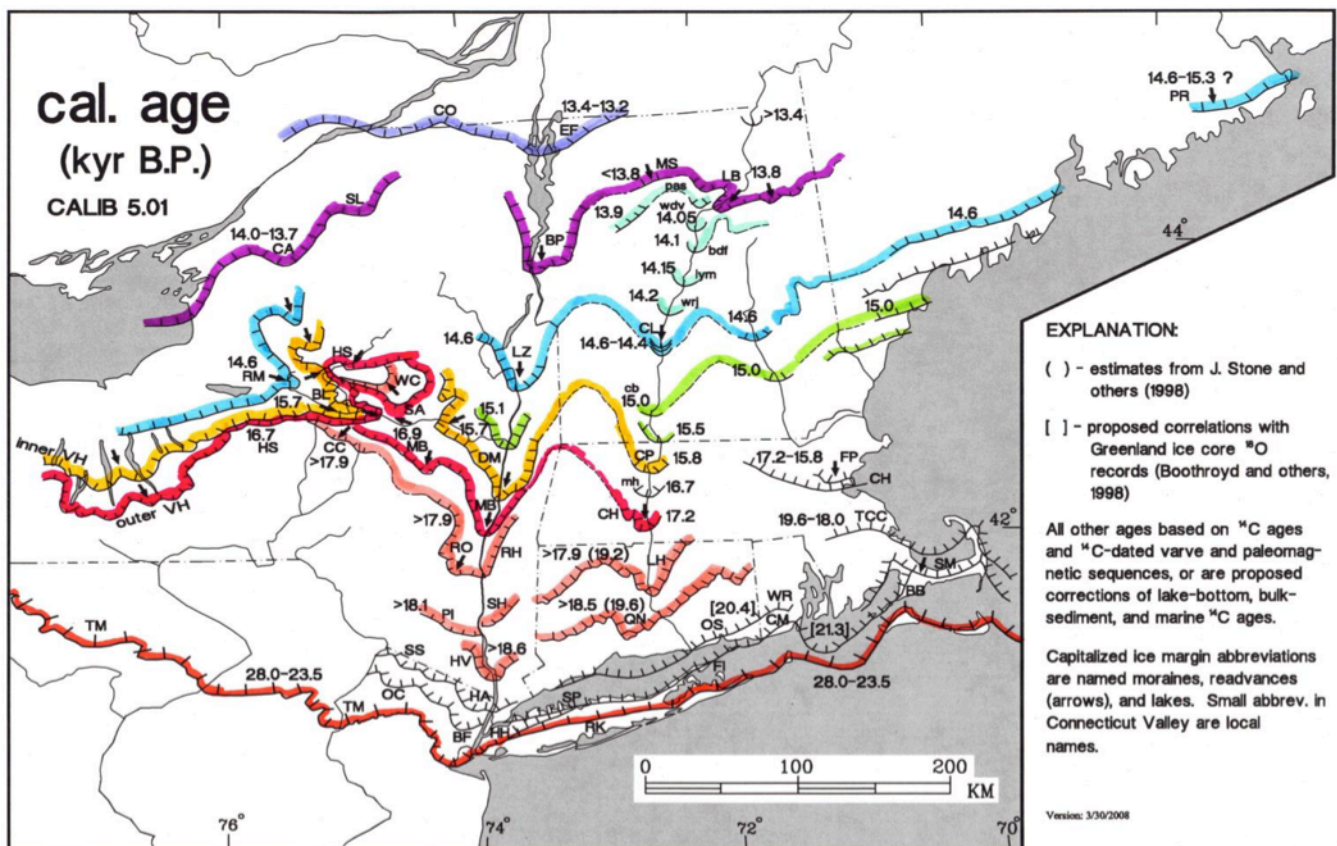 cal. age
(kyr B.P.)
CALIB 5.01
14.6-15.3 ?
PR
CO
13.4-13.2
EF
>13.4
SL
14.0-13.7
CA
<13.8
MS
LB
13.8
pas
wdv
13.9
14.05
BP
14.1
bdf
14.15
lym
14.2
wrj
14.6
44°
14.6
RM
HS
WC
BL
SA
15.7
14.6
LZ
CL
14.6-14.4
14.6
15.0
cb
15.0
15.0
15.1
15.7
15.5
16.7
HS
16.9
MB
CC
>17.9
DM
CP
15.8
inner VH
outer VH
mh
16.7
17.2-15.8
FP
CH
MB
CH
17.2
>17.9
RO
RH
19.6-18.0
TCC
42°
>17.9 (19.2)
LH
SM
BB
>18.1
PI
SH
>18.5 (19.6)
QN
[20.4]
OS
WR
CM
[21.3]
TM
28.0-23.5
SS
OC
HV
>18.6
HA
TM
BF
HH
SP
FI
RK
28.0-23.5
0
100
200
KM
76°
74°
72°
70°
EXPLANATION:
( ) - estimates from J. Stone and
others (1998)
[ ] - proposed correlations with
Greenland ice core ¹⁸O
records (Boothroyd and others,
1998)
All other ages based on ¹⁴C ages
and ¹⁴C-dated varve and paleomag-
netic sequences, or are proposed
corrections of lake-bottom, bulk-
sediment, and marine ¹⁴C ages.
Capitalized ice margin abbreviations
are named moraines, readvances
(arrows), and lakes. Small abbrev. in
Connecticut Valley are local
names.
Version: 3/30/2008